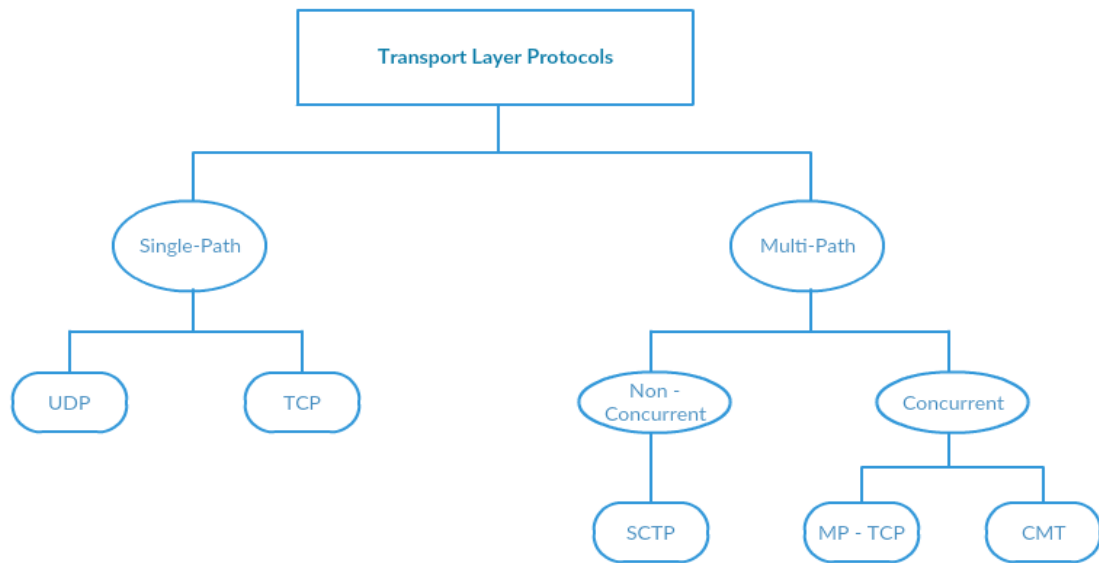 Transport Layer Protocols
Single-Path
Multi-Path
UDP
TCP
Non -
Concurrent
Concurrent
SCTP
MP - TCP
CMT